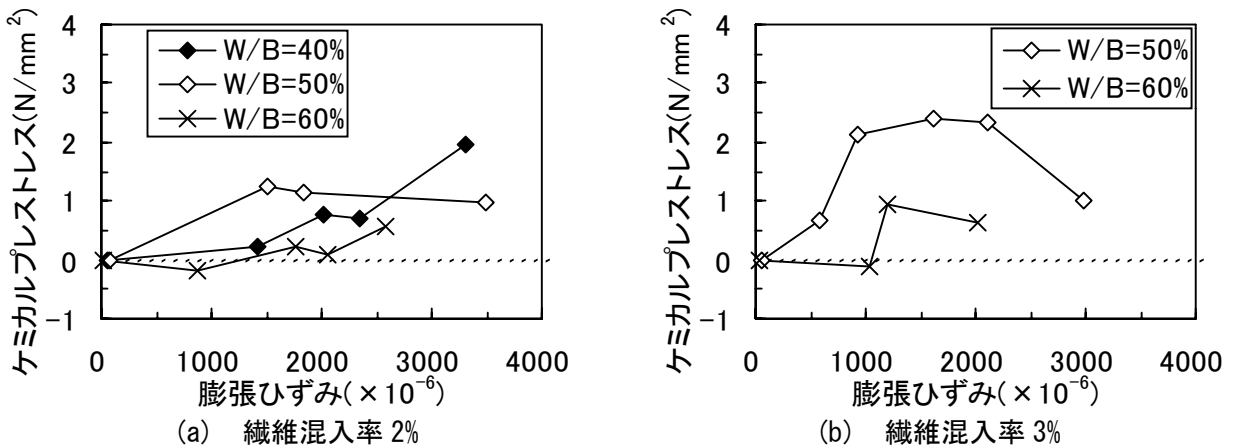 ケミカルプレストレス(N/mm²)
4
3
2
1
0
-1
W/B=40%
W/B=50%
W/B=60%
0 1000 2000 3000 4000
膨張ひずみ(×10⁻⁶)
(a) 繊維混入率 2%
ケミカルプレストレス(N/mm²)
4
3
2
1
0
-1
W/B=50%
W/B=60%
0 1000 2000 3000 4000
膨張ひずみ(×10⁻⁶)
(b) 繊維混入率 3%